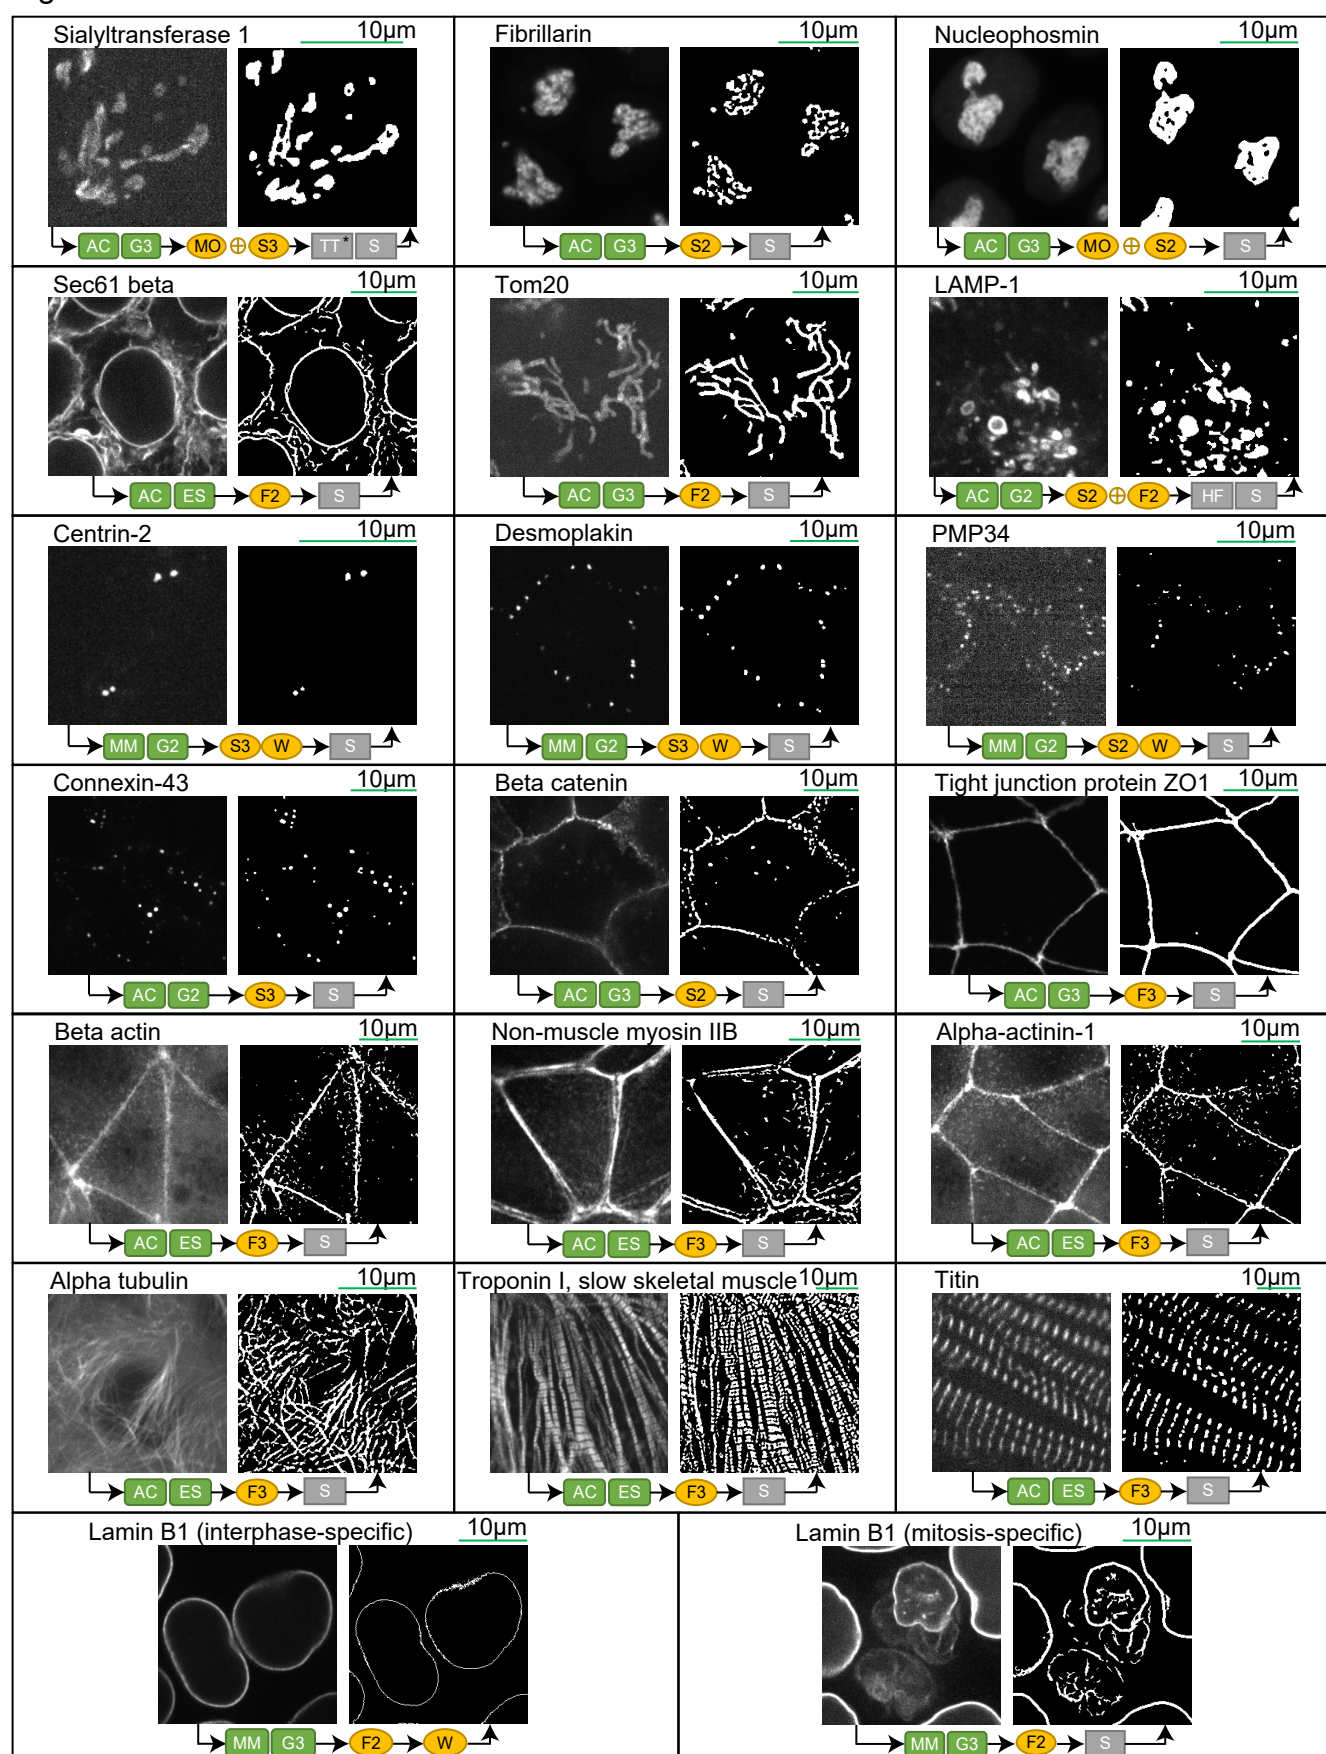 Sialyltransferase 1 10µm
Fibrillarin 10µm
Nucleophosmin 10µm
AC G3 MO S3 TT* S
AC G3 S2 S
AC G3 MO S2 S
Sec61 beta 10µm
Tom20 10µm
LAMP-1 10µm
AC ES F2 S
AC G3 F2 S
AC G2 S2 F2 HF S
Centrin-2 10µm
Desmoplakin 10µm
PMP34 10µm
MM G2 S3 W S
MM G2 S3 W S
MM G2 S2 W S
Connexin-43 10µm
Beta catenin 10µm
Tight junction protein ZO1 10µm
AC G2 S3 S
AC G3 S2 S
AC G3 F3 S
Beta actin 10µm
Non-muscle myosin IIB 10µm
Alpha-actinin-1 10µm
AC ES F3 S
AC ES F3 S
AC ES F3 S
Alpha tubulin 10µm
Troponin I, slow skeletal muscle 10µm
Titin 10µm
AC ES F3 S
AC ES F3 S
AC ES F3 S
Lamin B1 (interphase-specific) 10µm
Lamin B1 (mitosis-specific) 10µm
MM G3 F2 W
MM G3 F2 S